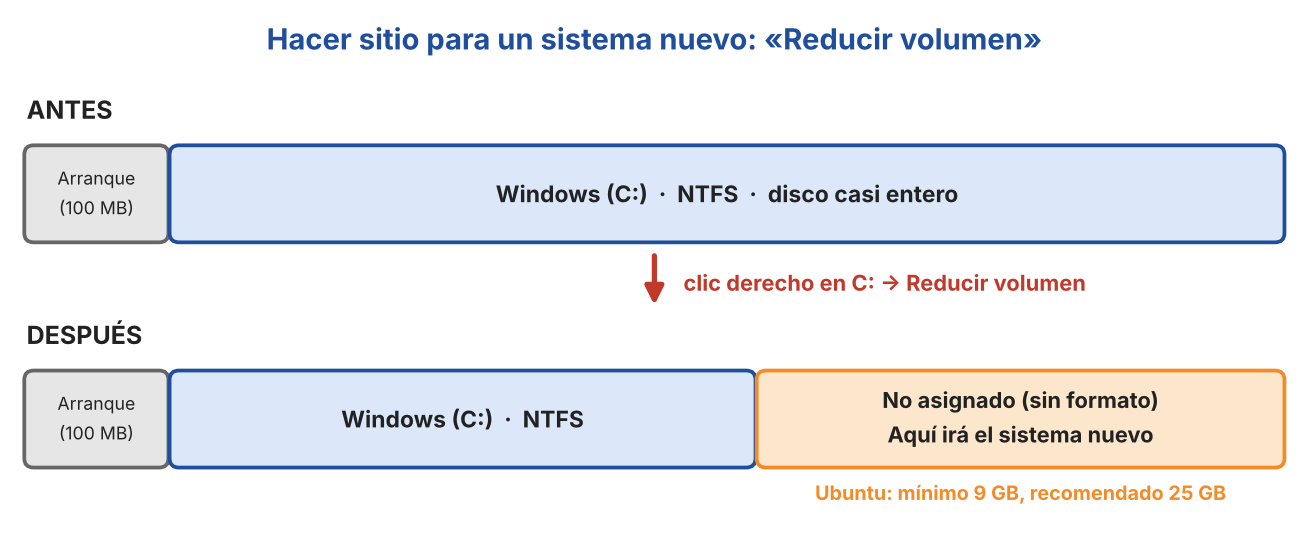 Hacer sitio para un sistema nuevo: «Reducir volumen»
ANTES
Arranque
(100 MB)
Windows (C:) · NTFS · disco casi entero
clic derecho en C: → Reducir volumen
DESPUÉS
Arranque
(100 MB)
Windows (C:) · NTFS
No asignado (sin formato)
Aquí irá el sistema nuevo
Ubuntu: mínimo 9 GB, recomendado 25 GB